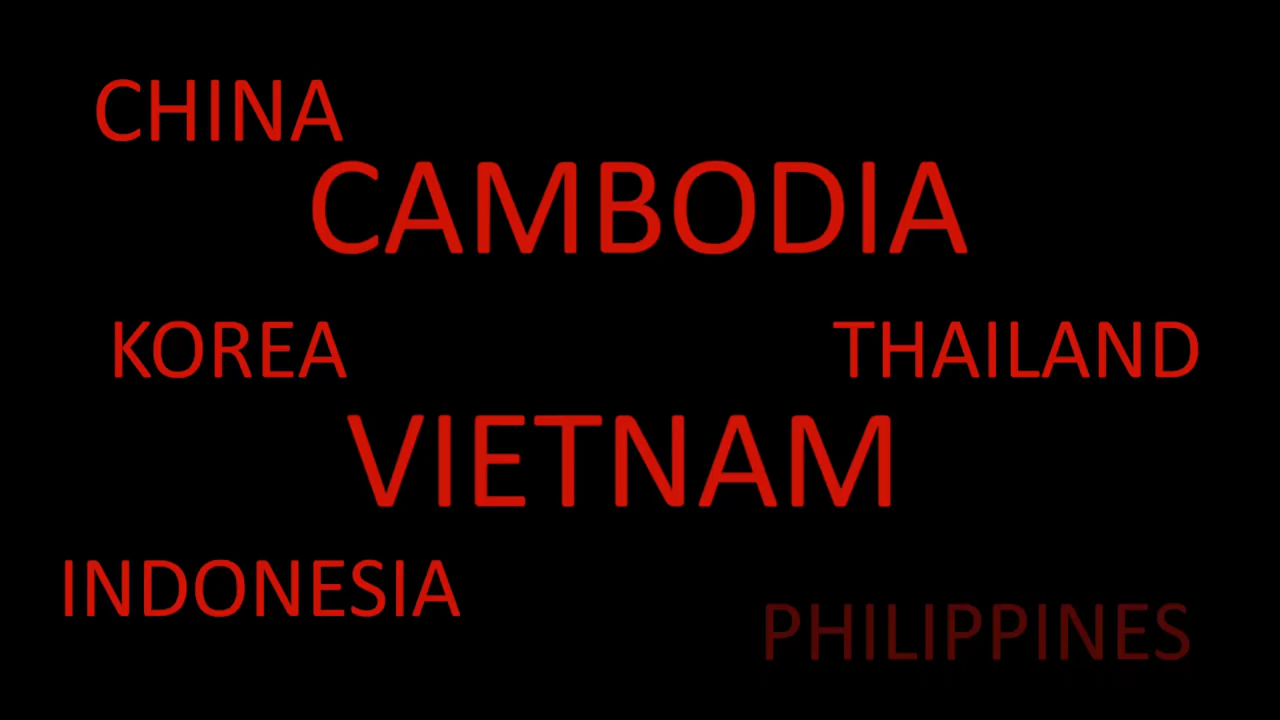 CHINA
CAMBODIA
KOREA
THAILAND
VIETNAM
INDONESIA
PHILIPPINES